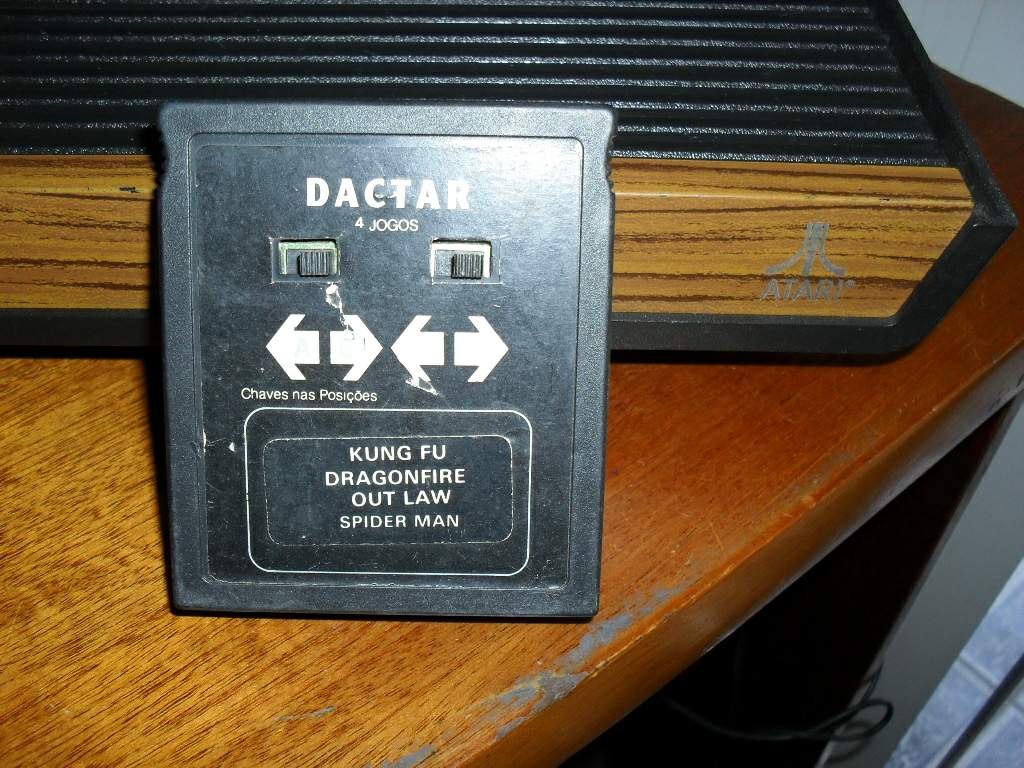 DACTAR
4 JOGOS
Chaves nas Posições
KUNG FU
DRAGONFIRE
OUT LAW
SPIDER MAN
ATARI®